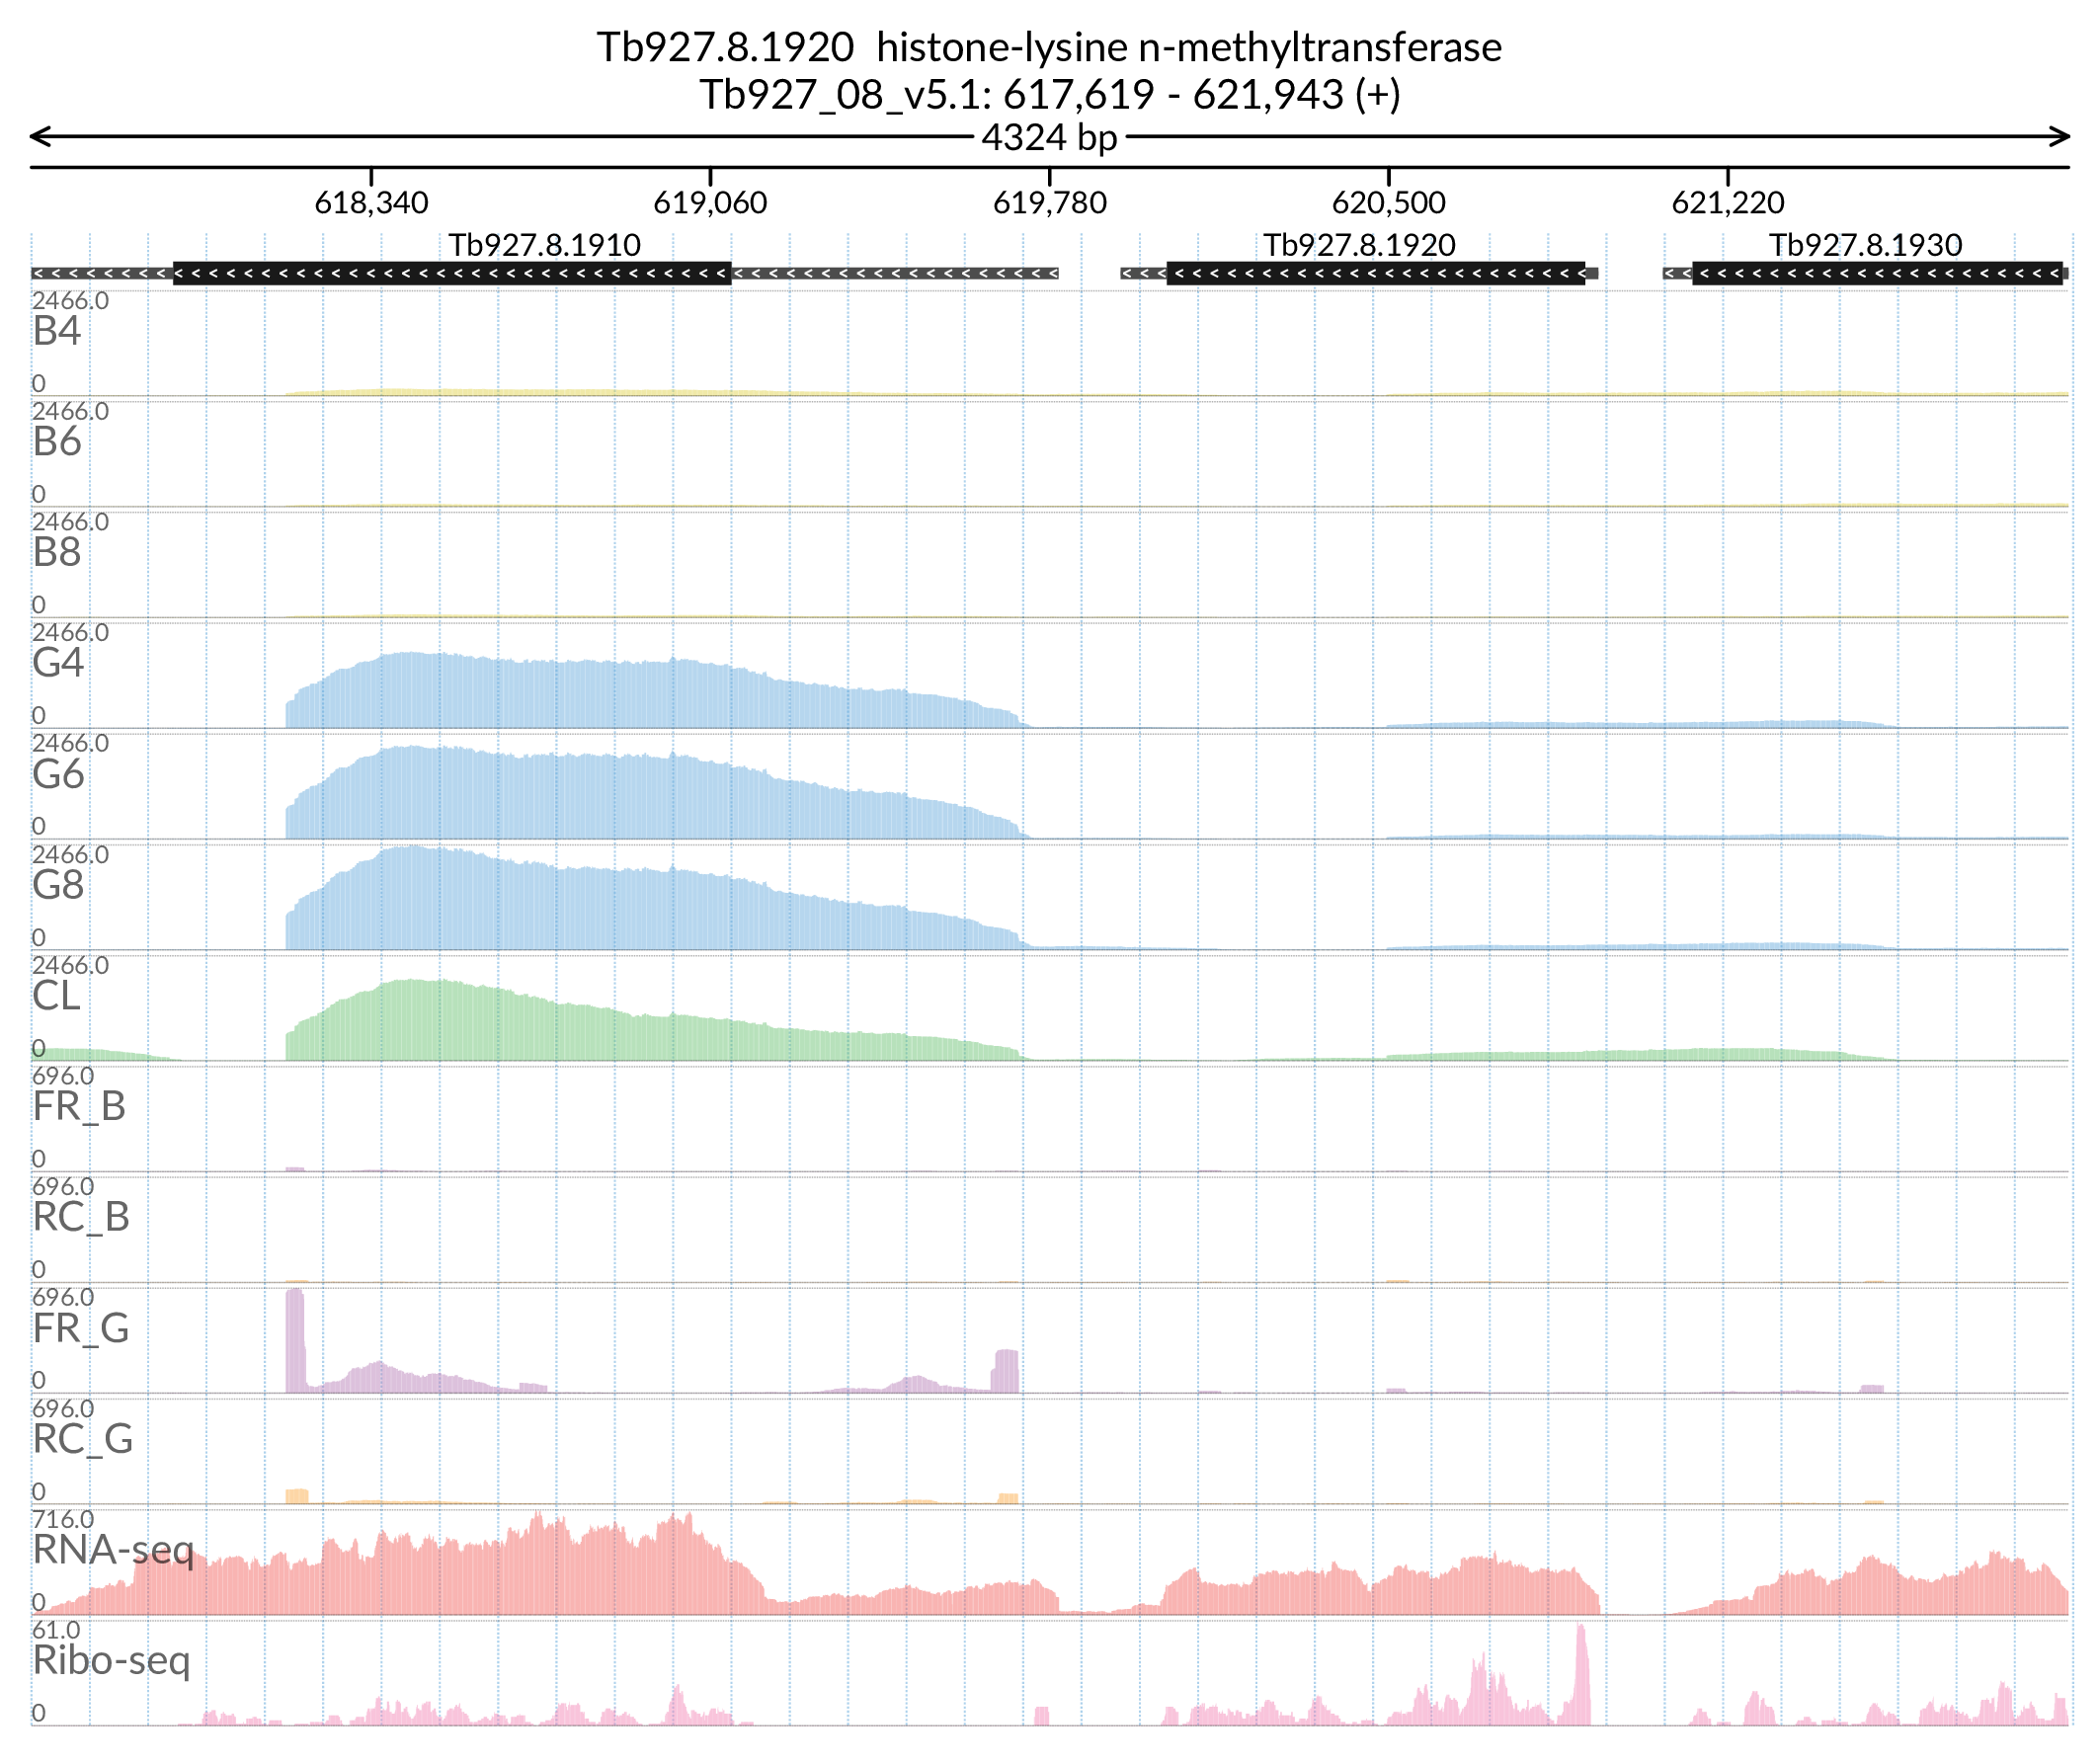 Tb927.8.1920 histone-lysine n-methyltransferase
Tb927_08_v5.1: 617,619 - 621,943 (+)
4324 bp
618,340 619,060 619,780 620,500 621,220
Tb927.8.1910 Tb927.8.1920 Tb927.8.1930
2466.0
B4
0
2466.0
B6
0
2466.0
B8
0
2466.0
G4
0
2466.0
G6
0
2466.0
G8
0
2466.0
CL
0
696.0
FR_B
0
696.0
RC_B
0
696.0
FR_G
0
696.0
RC_G
0
716.0
RNA-seq
0
61.0
Ribo-seq
0